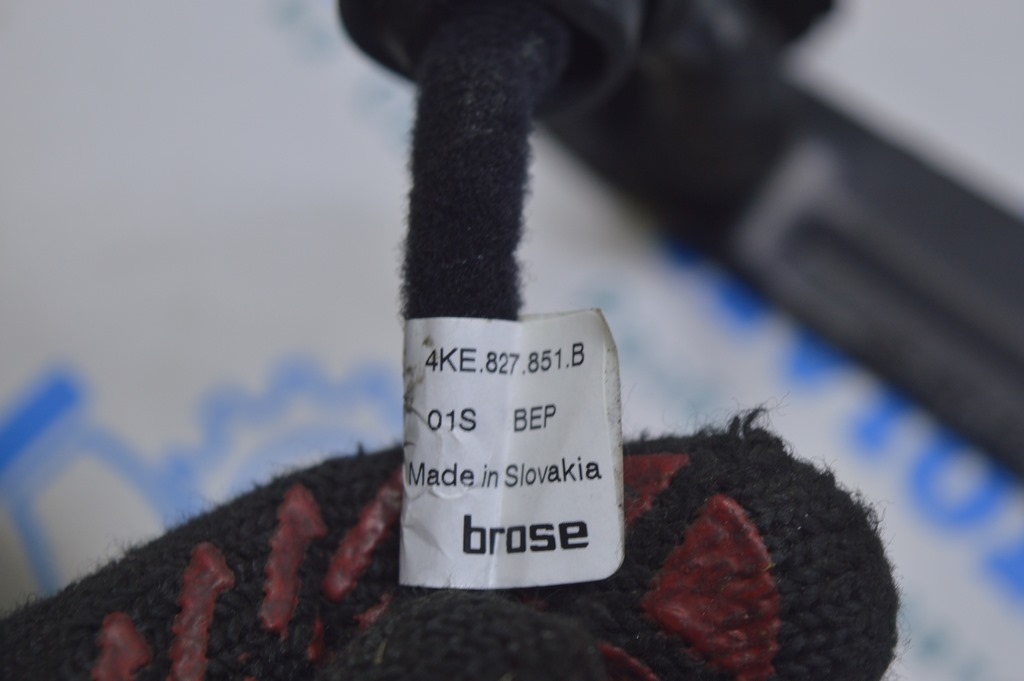 4KE.827.851.B
01S BEP
Made in Slovakia
brose